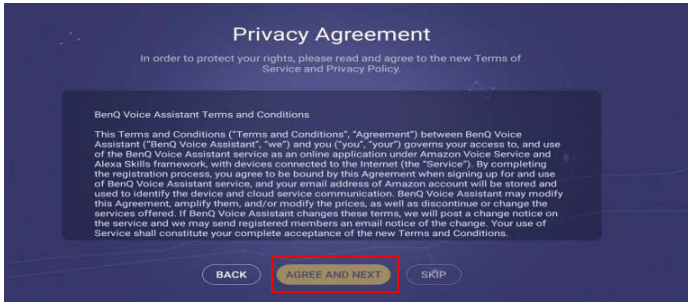 Privacy Agreement
In order to protect your rights, please read and agree to the new Terms of
Service and Privacy Policy.
BenQ Voice Assistant Terms and Conditions
This Terms and Conditions ("Terms and Conditions", "Agreement") between BenQ Voice
Assistant ("BenQ Voice Assistant", "we") and you ("you", "your") governs your access to, and use
of the BenQ Voice Assistant service as an online application under Amazon Voice Service and
Alexa Skills framework, with devices connected to the Internet (the "Service"). By completing
the registration process, you agree to be bound by this Agreement when signing up for and use
of BenQ Voice Assistant service, and your email address of Amazon account will be stored and
used to identify the device and cloud service communication. BenQ Voice Assistant may modify
this Agreement, amplify them, and/or modify the prices, as well as discontinue or change the
services offered. If BenQ Voice Assistant changes these terms, we will post a change notice on
the service and we may send registered members an email notice of the change. Your use of
Service shall constitute your complete acceptance of the new Terms and Conditions.
BACK AGREE AND NEXT SKIP